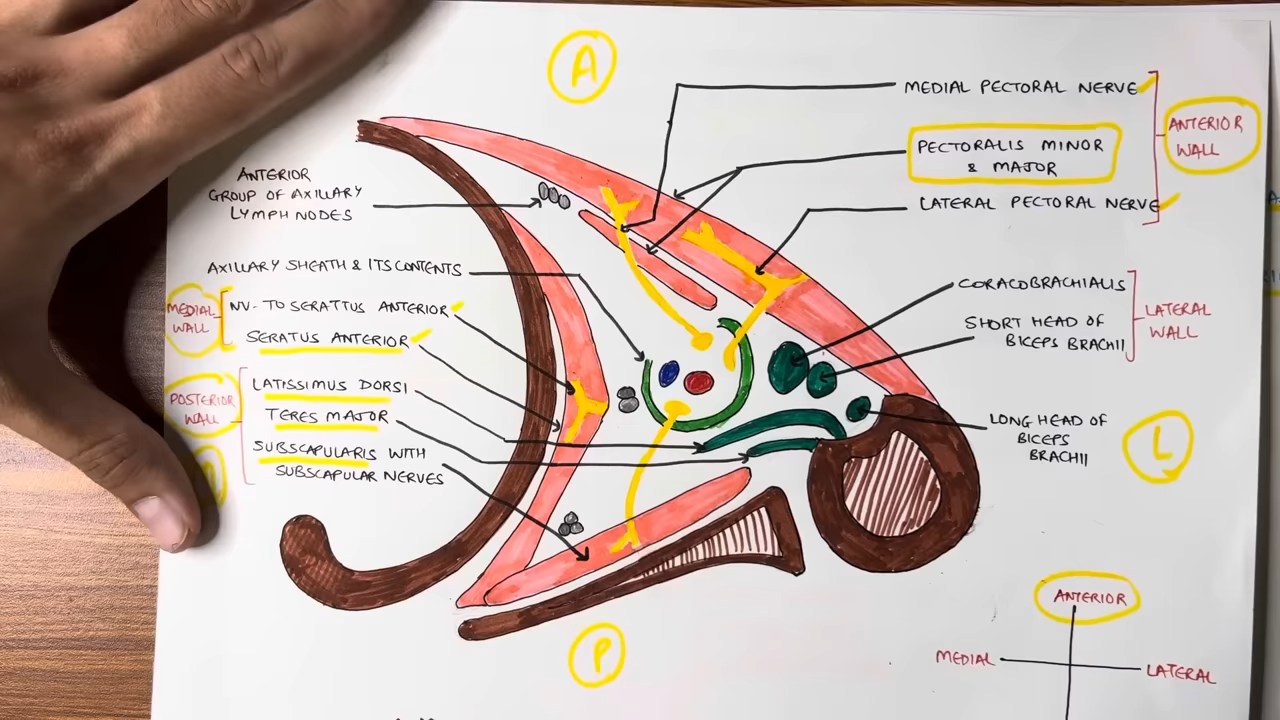 A
MEDIAL PECTORAL NERVE
PECTORALIS MINOR
& MAJOR
LATERAL PECTORAL NERVE
ANTERIOR
WALL
ANTERIOR
GROUP OF AXILLARY
LYMPH NODES
AXILLARY SHEATH & ITS CONTENTS
MEDIAL
WALL
NV. TO SERATTUS ANTERIOR
SERATUS ANTERIOR
POSTERIOR
WALL
LATISSIMUS DORSI
TERES MAJOR
SUBSCAPULARIS WITH
SUBSCAPULAR NERVES
CORACOBRACHIALIS
SHORT HEAD OF
BICEPS BRACHII
LATERAL
WALL
LONG HEAD OF
BICEPS
BRACHII
L
P
ANTERIOR
MEDIAL
LATERAL